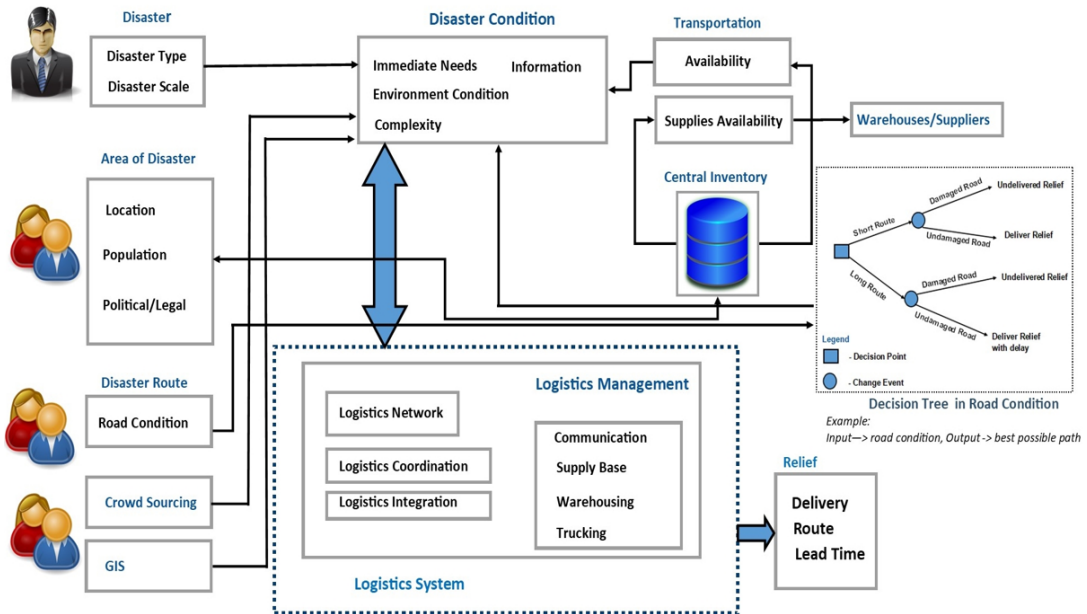 Disaster
Disaster Type
Disaster Scale
Disaster Condition
Immediate Needs Information
Environment Condition
Complexity
Transportation
Availability
Supplies Availability
Warehouses/Suppliers
Central Inventory
Area of Disaster
Location
Population
Political/Legal
Disaster Route
Road Condition
Crowd Sourcing
GIS
Short Route
Damaged Road
Undelivered Relief
Undamaged Road
Deliver Relief
Long Route
Damaged Road
Undelivered Relief
Undamaged Road
Deliver Relief
with delay
Legend
- Decision Point
- Change Event
Decision Tree in Road Condition
Example:
Input—> road condition, Output -> best possible path
Logistics Management
Logistics Network
Logistics Coordination
Logistics Integration
Communication
Supply Base
Warehousing
Trucking
Logistics System
Relief
Delivery
Route
Lead Time